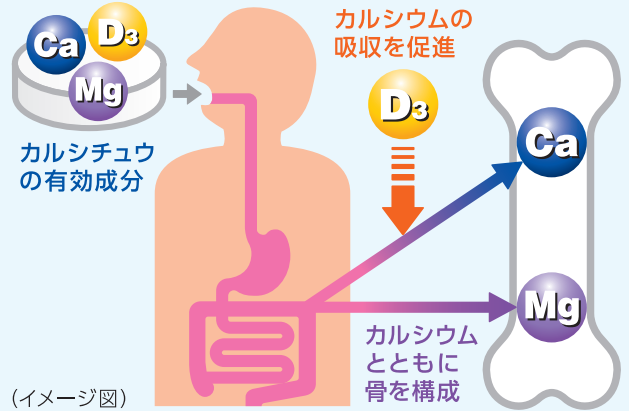 Ca
D3
Mg
カルシチュウ
の有効成分
カルシウムの
吸収を促進
D3
Ca
Mg
カルシウム
とともに
骨を構成
(イメージ図)